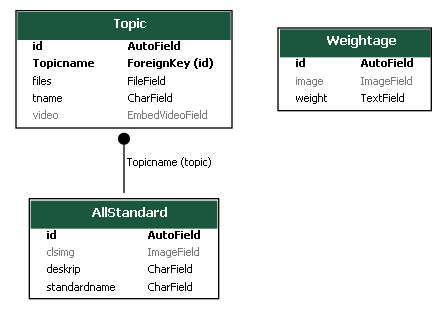 Topic
id AutoField
Topicname ForeignKey (id)
files FileField
tname CharField
video EmbedVideoField
Weightage
id AutoField
image ImageField
weight TextField
Topicname (topic)
AllStandard
id AutoField
clsimg ImageField
deskrip CharField
standardname CharField